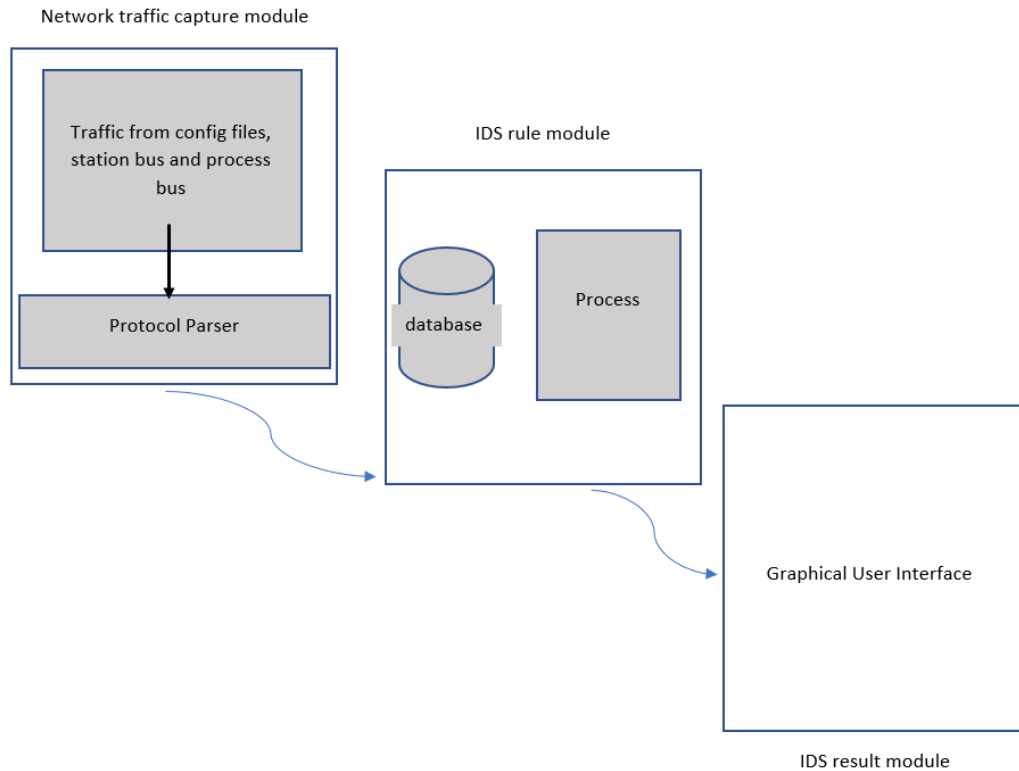 Network traffic capture module
Traffic from config files,
station bus and process
bus
Protocol Parser
IDS rule module
database
Process
Graphical User Interface
IDS result module